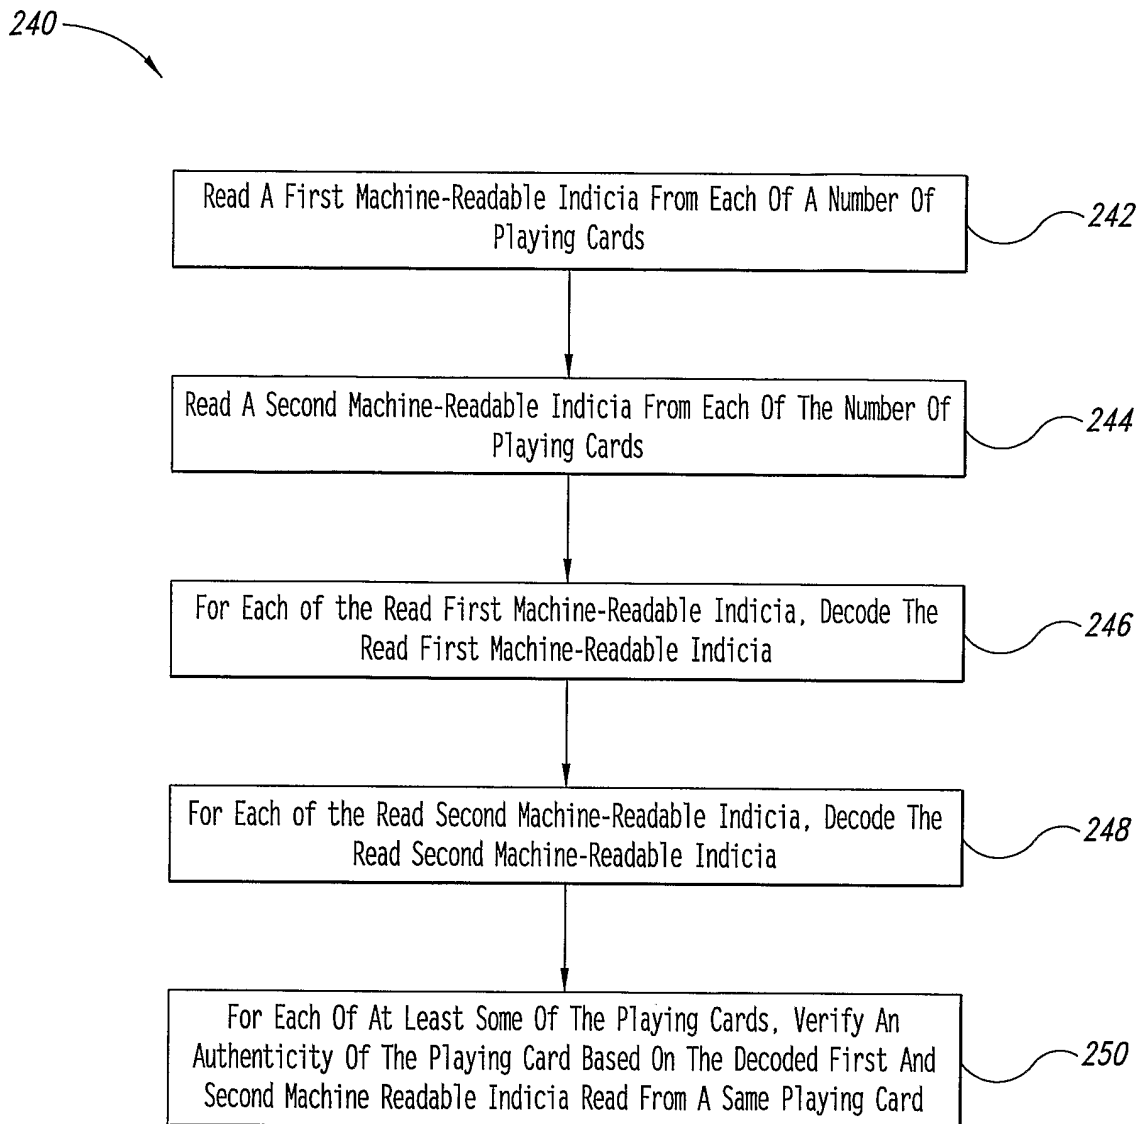 240
Read A First Machine-Readable Indicia From Each Of A Number Of
Playing Cards
242
Read A Second Machine-Readable Indicia From Each Of The Number Of
Playing Cards
244
For Each of the Read First Machine-Readable Indicia, Decode The
Read First Machine-Readable Indicia
246
For Each of the Read Second Machine-Readable Indicia, Decode The
Read Second Machine-Readable Indicia
248
For Each Of At Least Some Of The Playing Cards, Verify An
Authenticity Of The Playing Card Based On The Decoded First And
Second Machine Readable Indicia Read From A Same Playing Card
250